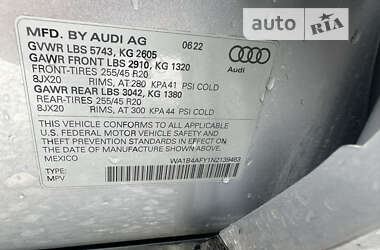 AUTO RIA
MFD. BY AUDI AG 06.22
GVWR LBS 5743, KG 2605
GAWR FRONT LBS 2910, KG 1320
FRONT-TIRES 255/45 R20
8JX20 RIMS, AT 280 KPA 41 PSI COLD
Audi
GAWR REAR LBS 3042, KG 1380
REAR-TIRES 255/45 R20
8JX20 RIMS, AT 300 KPA 44 PSI COLD
THIS VEHICLE CONFORMS TO ALL APPLICABLE
U.S. FEDERAL MOTOR VEHICLE SAFETY AND
THEFT PREVENTION STANDARDS IN EFFECT ON
THE DATE OF MANUFACTURE SHOWN ABOVE.
MEXICO WA1B4AFY1N2139463
TYPE:
MPV